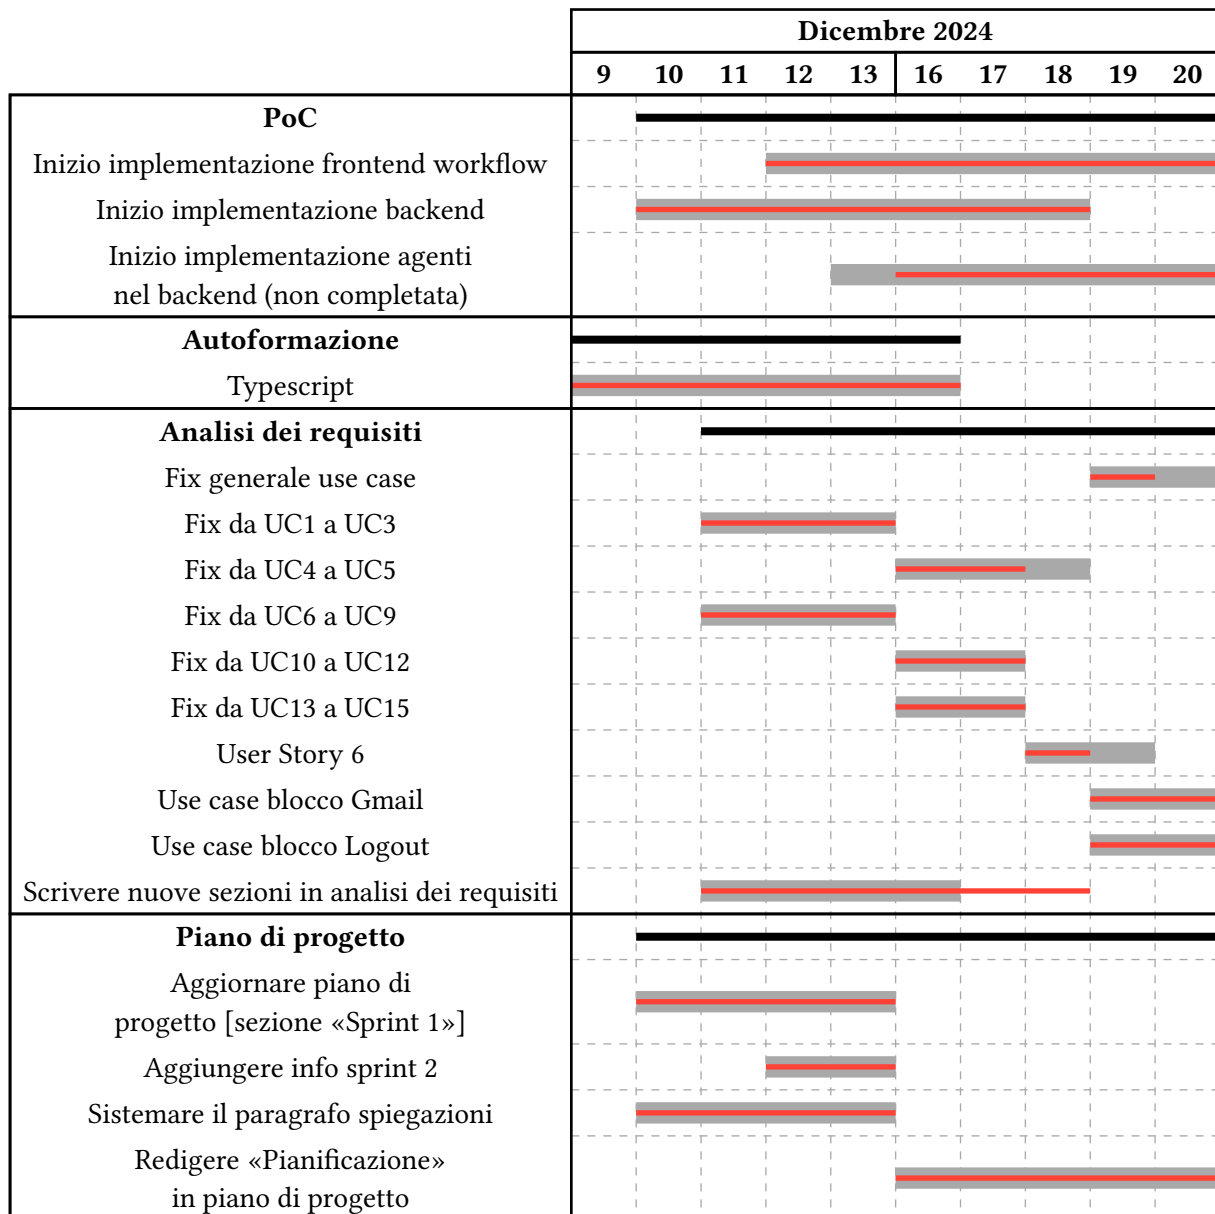 Dicembre 2024
9 10 11 12 13 16 17 18 19 20
PoC
Inizio implementazione frontend workflow
Inizio implementazione backend
Inizio implementazione agenti
nel backend (non completata)
Autoformazione
Typescript
Analisi dei requisiti
Fix generale use case
Fix da UC1 a UC3
Fix da UC4 a UC5
Fix da UC6 a UC9
Fix da UC10 a UC12
Fix da UC13 a UC15
User Story 6
Use case blocco Gmail
Use case blocco Logout
Scrivere nuove sezioni in analisi dei requisiti
Piano di progetto
Aggiornare piano di
progetto [sezione «Sprint 1»]
Aggiungere info sprint 2
Sistemare il paragrafo spiegazioni
Redigere «Pianificazione»
in piano di progetto